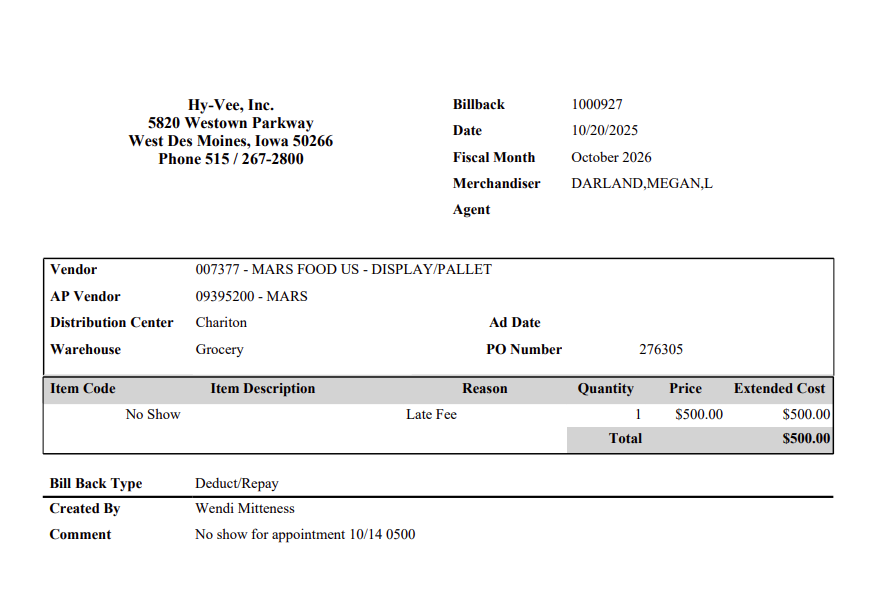 Hy-Vee, Inc.
5820 Westown Parkway
West Des Moines, Iowa 50266
Phone 515 / 267-2800
Billback 1000927
Date 10/20/2025
Fiscal Month October 2026
Merchandiser DARLAND,MEGAN,L
Agent
Vendor 007377 - MARS FOOD US - DISPLAY/PALLET
AP Vendor 09395200 - MARS
Distribution Center Chariton Ad Date
Warehouse Grocery PO Number 276305
Item Code Item Description Reason Quantity Price Extended Cost
No Show Late Fee 1 $500.00 $500.00
Total $500.00
Bill Back Type Deduct/Repay
Created By Wendi Mitteness
Comment No show for appointment 10/14 0500